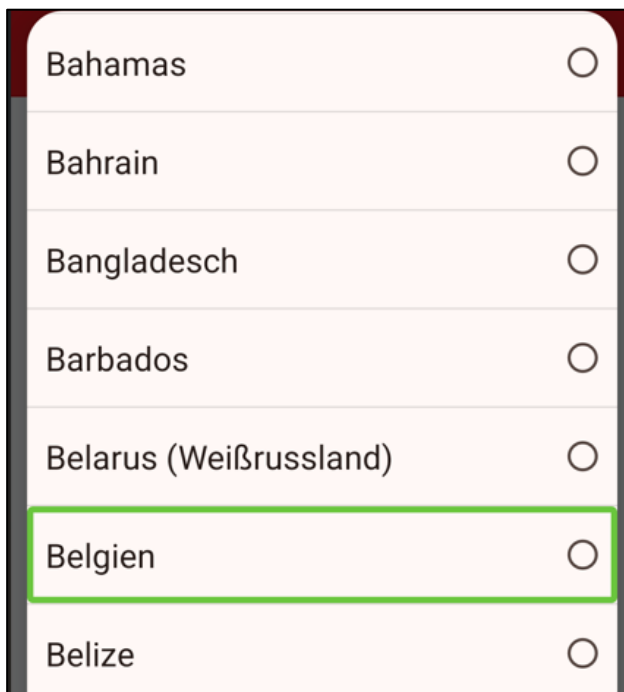 Bahamas
Bahrain
Bangladesch
Barbados
Belarus (Weißrussland)
Belgien
Belize